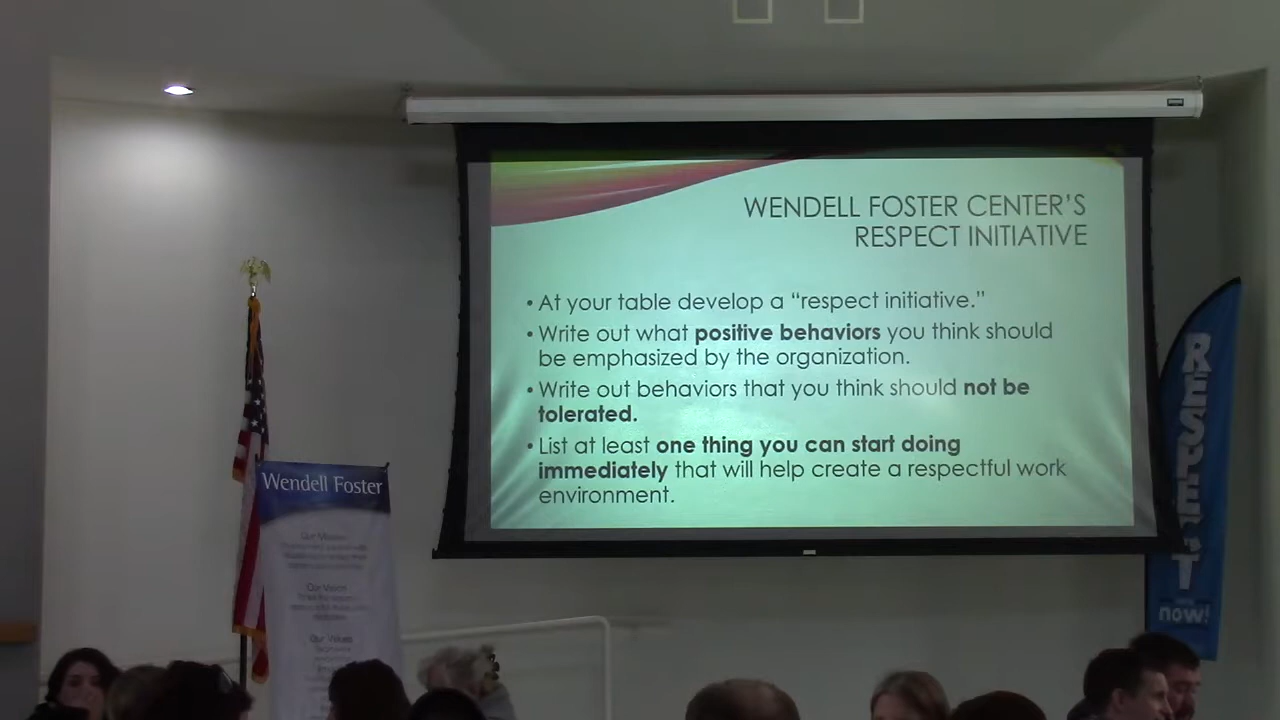 WENDELL FOSTER CENTER'S
RESPECT INITIATIVE
• At your table develop a “respect initiative.”
• Write out what positive behaviors you think should
be emphasized by the organization.
• Write out behaviors that you think should not be
tolerated.
• List at least one thing you can start doing
immediately that will help create a respectful work
environment.
Wendell Foster
Our Mission
Our Vision
Our Values
RESPECT
now!